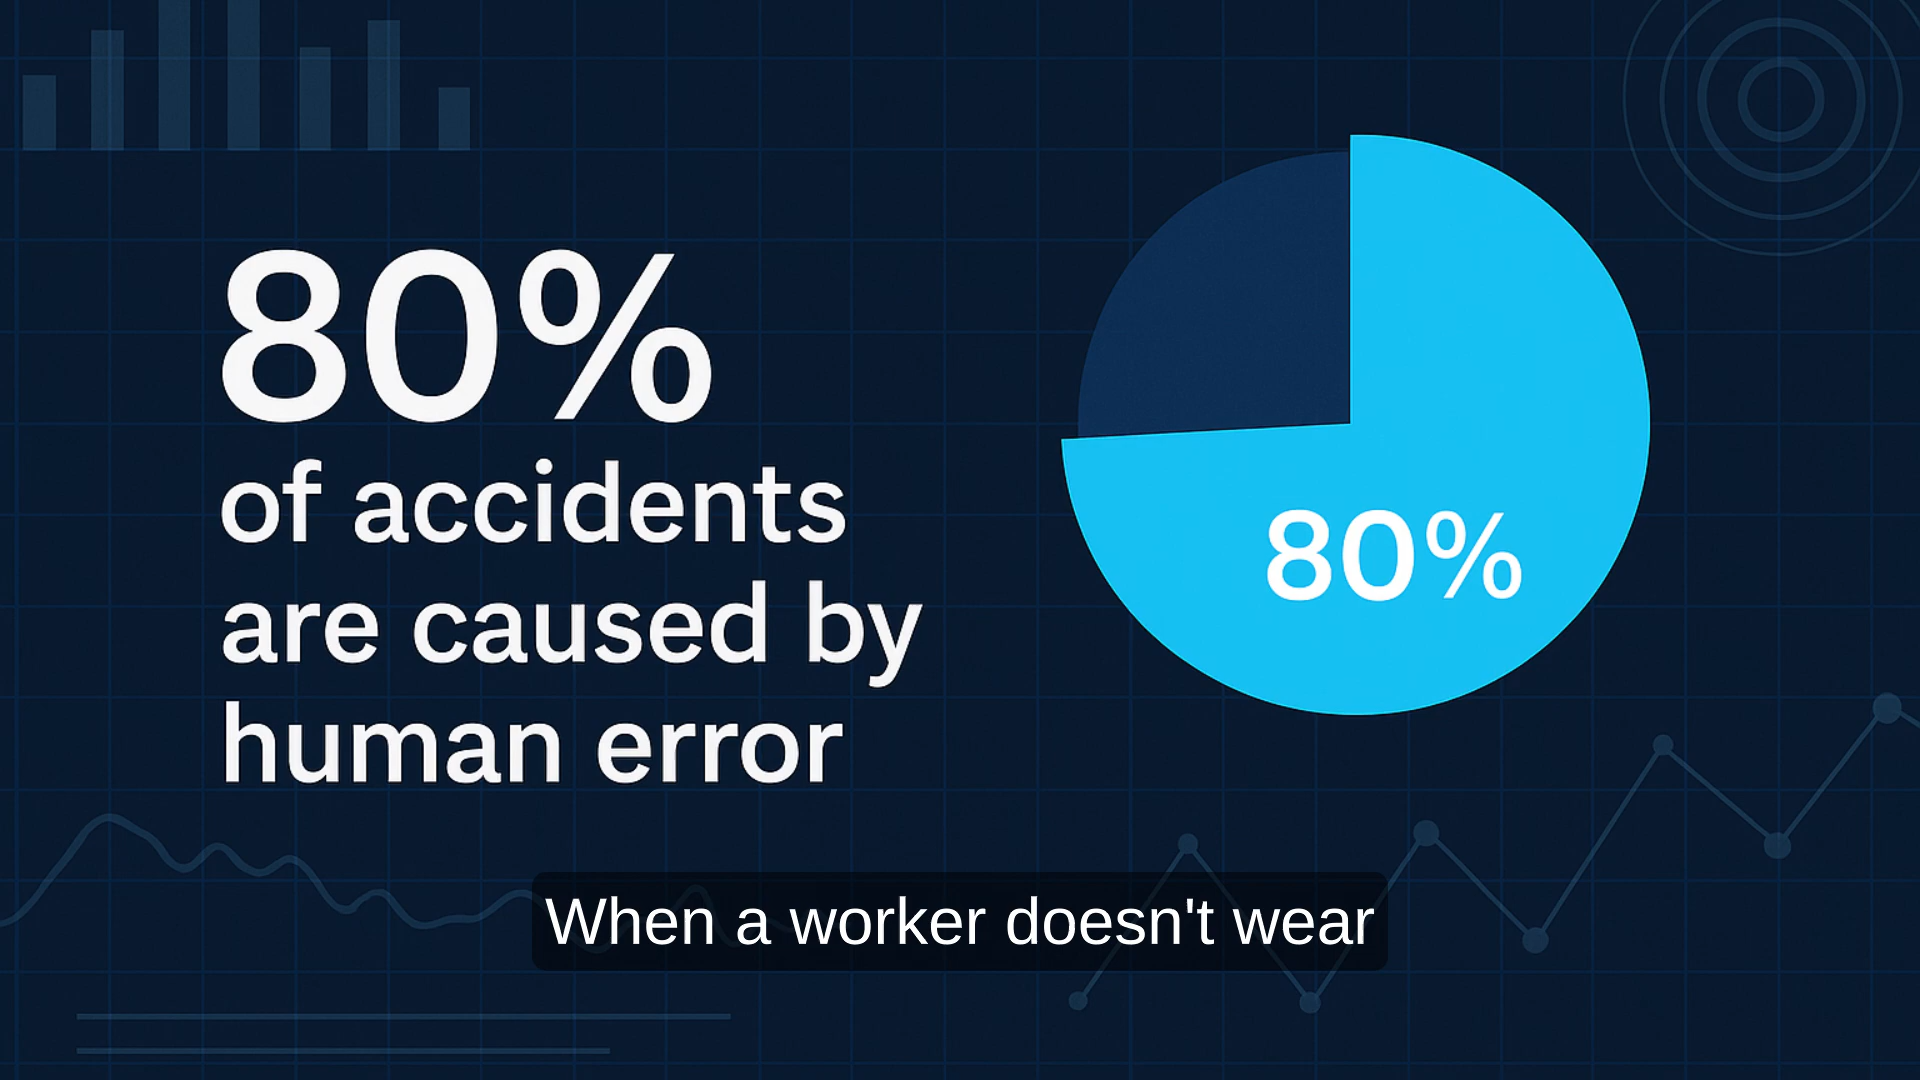 80%
of accidents
are caused by
human error
80%
When a worker doesn't wear